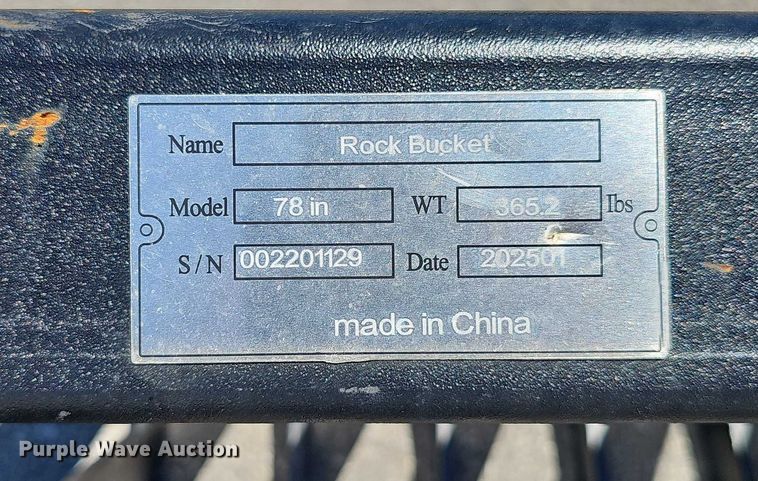 Name Rock Bucket
Model 78 in WT 365.2 lbs
S/N 002201129 Date 202501
made in China
Purple Wave Auction